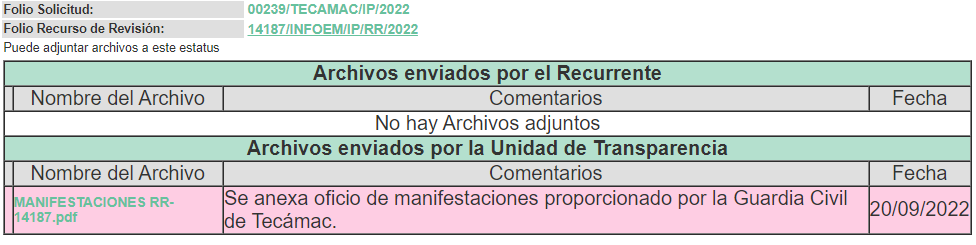 Folio Solicitud: 00239/TECAMAC/IP/2022
Folio Recurso de Revisión: 14187/INFOEM/IP/RR/2022
Puede adjuntar archivos a este estatus
Archivos enviados por el Recurrente
Nombre del Archivo Comentarios Fecha
No hay Archivos adjuntos
Archivos enviados por la Unidad de Transparencia
Nombre del Archivo Comentarios Fecha
MANIFESTACIONES RR-
14187.pdf
Se anexa oficio de manifestaciones proporcionado por la Guardia Civil
de Tecámac.
20/09/2022